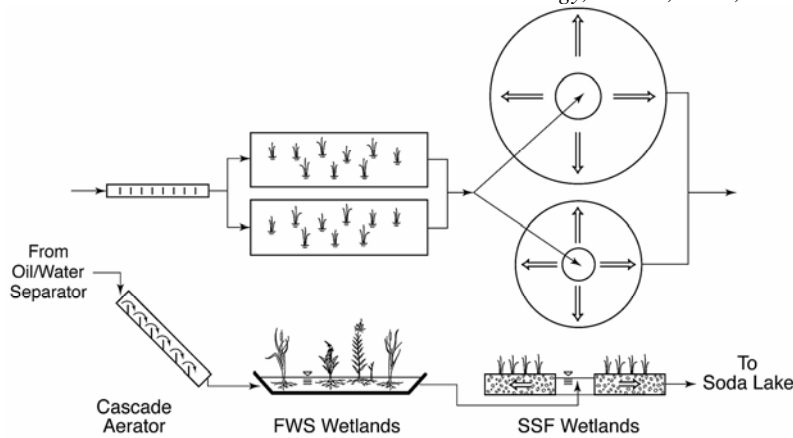 From
Oil/Water
Separator
Cascade
Aerator
FWS Wetlands
SSF Wetlands
To
Soda Lake